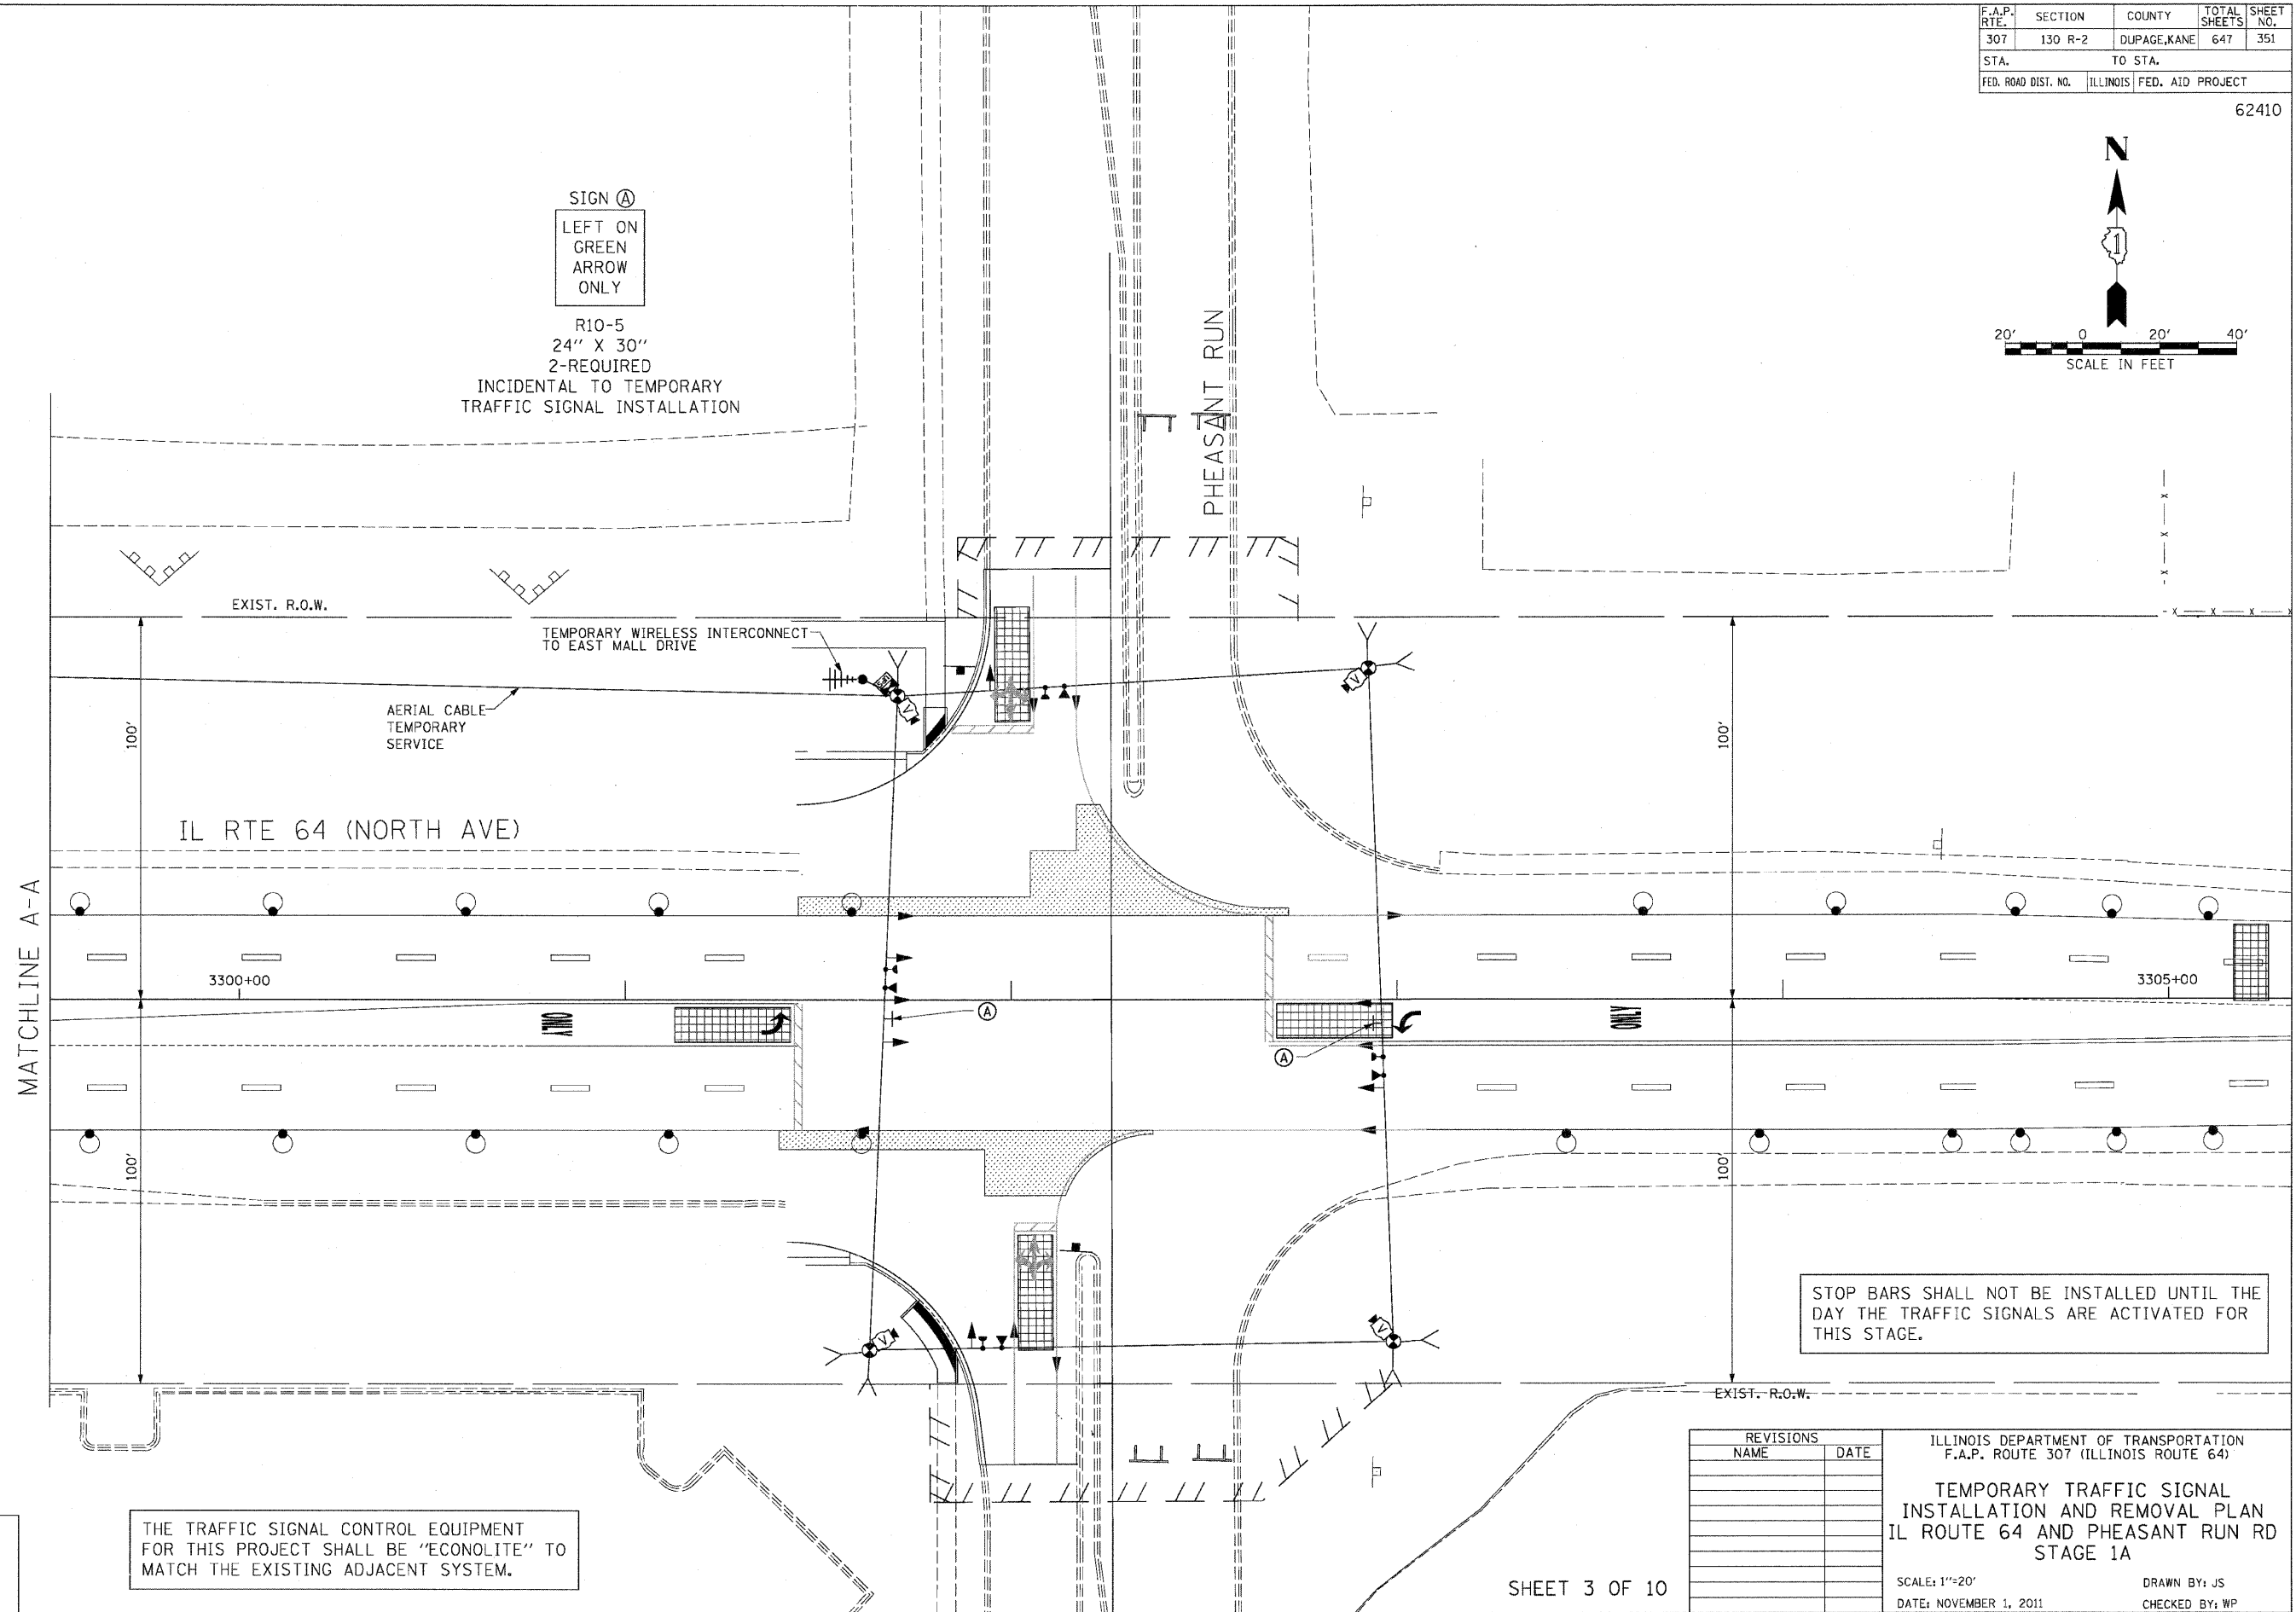 F.A.P. RTE. SECTION COUNTY TOTAL SHEETS SHEET NO.
307 130 R-2 DUPAGE,KANE 647 351
STA. TO STA.
FED. ROAD DIST. NO. ILLINOIS FED. AID PROJECT
62410
N
1
20' 0 20' 40'
SCALE IN FEET
SIGN A
LEFT ON
GREEN
ARROW
ONLY
R10-5
24" X 30"
2-REQUIRED
INCIDENTAL TO TEMPORARY
TRAFFIC SIGNAL INSTALLATION
PHEASANT RUN
EXIST. R.O.W.
TEMPORARY WIRELESS INTERCONNECT
TO EAST MALL DRIVE
AERIAL CABLE
TEMPORARY
SERVICE
100'
100'
V
V
IL RTE 64 (NORTH AVE)
MATCHLINE A-A
3300+00
3305+00
ONLY
A
ONLY
A
100'
100'
V
V
STOP BARS SHALL NOT BE INSTALLED UNTIL THE
DAY THE TRAFFIC SIGNALS ARE ACTIVATED FOR
THIS STAGE.
EXIST. R.O.W.
THE TRAFFIC SIGNAL CONTROL EQUIPMENT
FOR THIS PROJECT SHALL BE "ECONOLITE" TO
MATCH THE EXISTING ADJACENT SYSTEM.
SHEET 3 OF 10
REVISIONS
NAME DATE
ILLINOIS DEPARTMENT OF TRANSPORTATION
F.A.P. ROUTE 307 (ILLINOIS ROUTE 64)
TEMPORARY TRAFFIC SIGNAL
INSTALLATION AND REMOVAL PLAN
IL ROUTE 64 AND PHEASANT RUN RD
STAGE 1A
SCALE: 1"=20' DRAWN BY: JS
DATE: NOVEMBER 1, 2011 CHECKED BY: WP